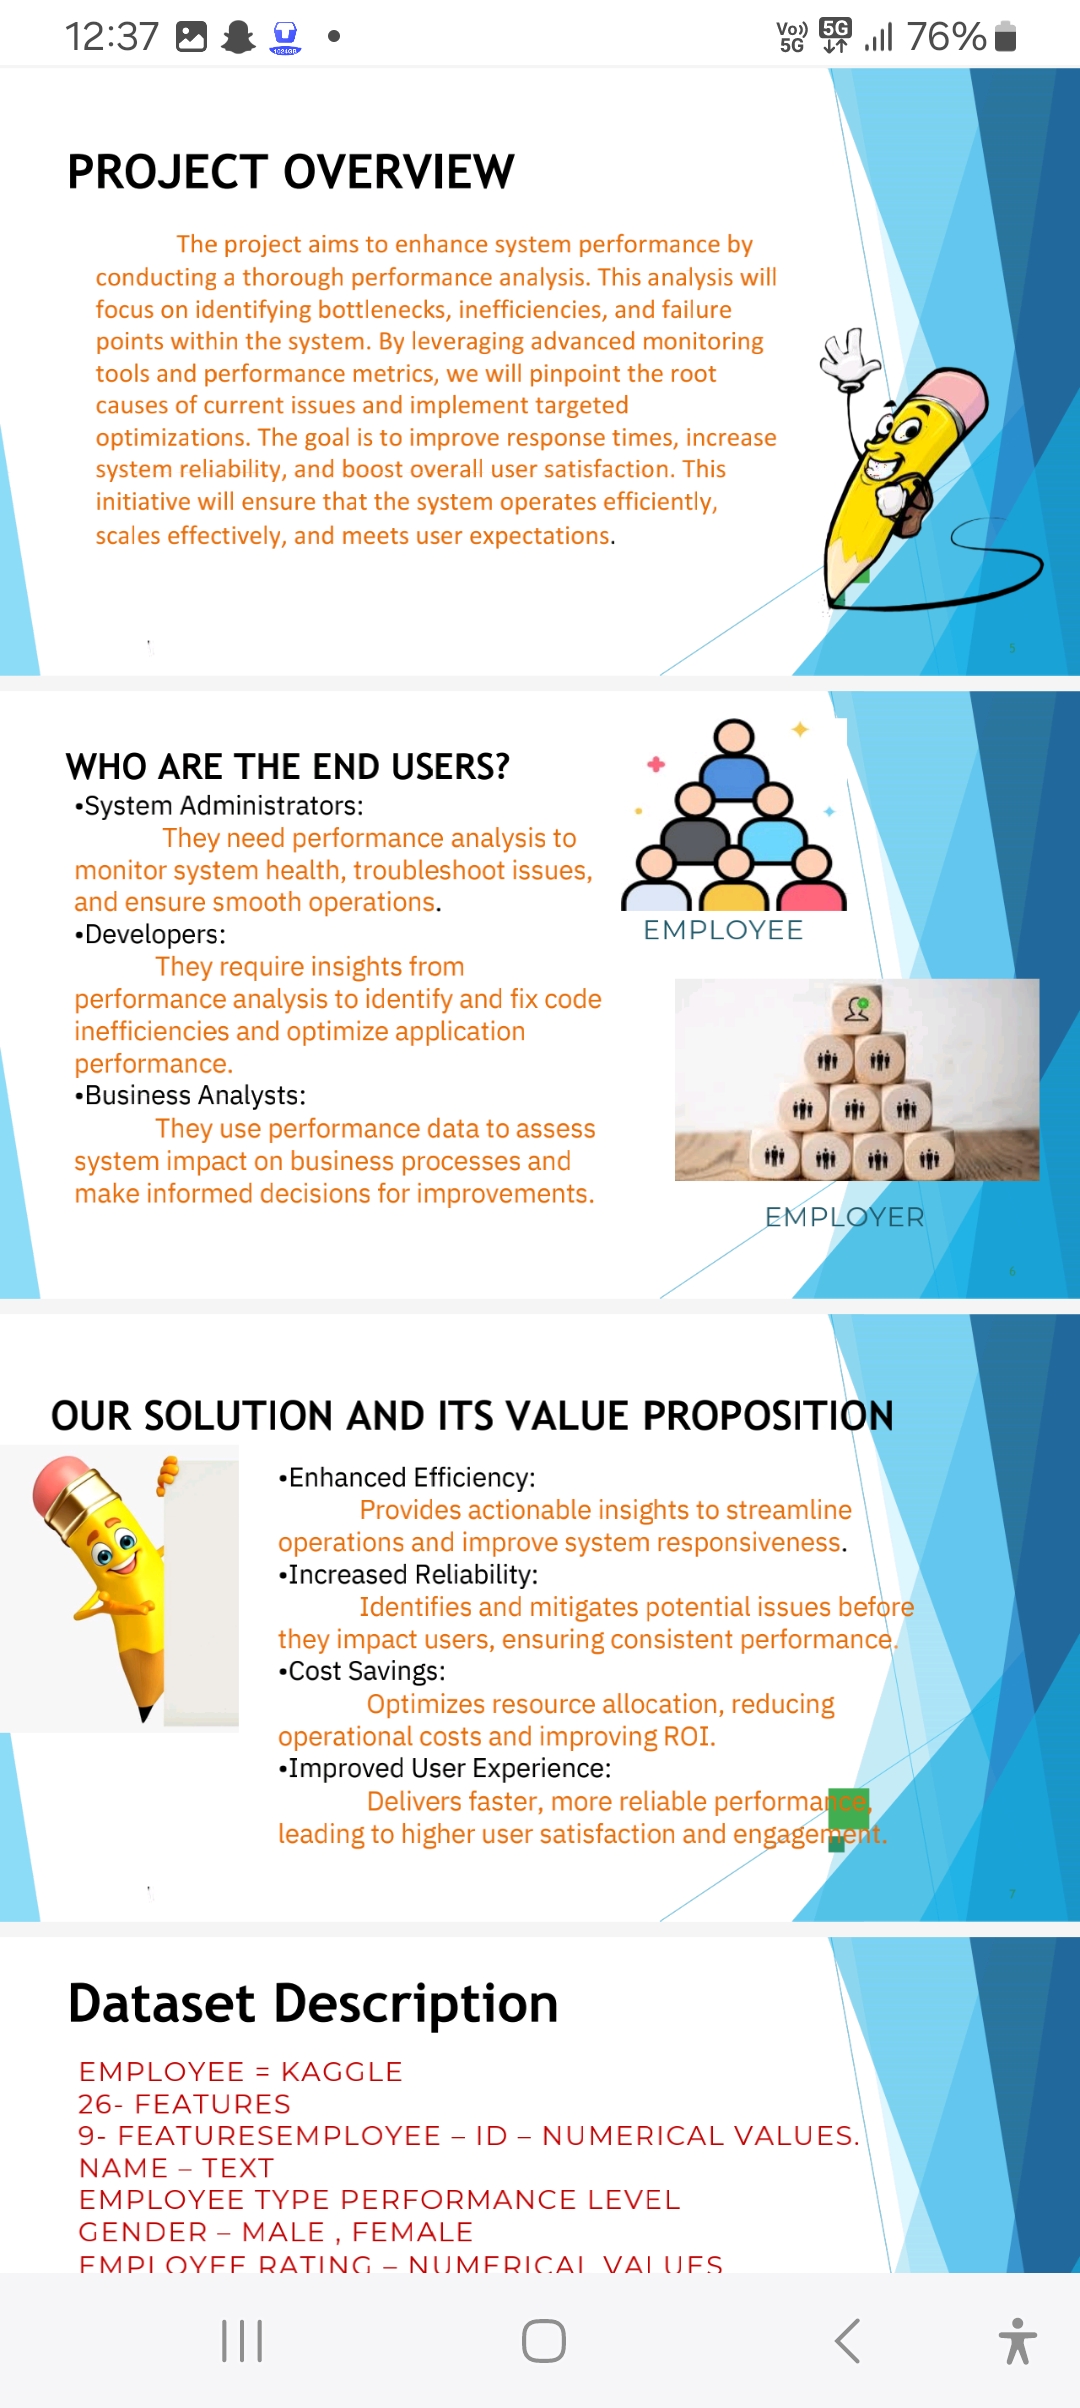 12:37
Vo)) 5G
5G
76%
PROJECT OVERVIEW
The project aims to enhance system performance by
conducting a thorough performance analysis. This analysis will
focus on identifying bottlenecks, inefficiencies, and failure
points within the system. By leveraging advanced monitoring
tools and performance metrics, we will pinpoint the root
causes of current issues and implement targeted
optimizations. The goal is to improve response times, increase
system reliability, and boost overall user satisfaction. This
initiative will ensure that the system operates efficiently,
scales effectively, and meets user expectations.
5
WHO ARE THE END USERS?
•System Administrators:
They need performance analysis to
monitor system health, troubleshoot issues,
and ensure smooth operations.
•Developers:
They require insights from
performance analysis to identify and fix code
inefficiencies and optimize application
performance.
•Business Analysts:
They use performance data to assess
system impact on business processes and
make informed decisions for improvements.
EMPLOYEE
EMPLOYER
6
OUR SOLUTION AND ITS VALUE PROPOSITION
•Enhanced Efficiency:
Provides actionable insights to streamline
operations and improve system responsiveness.
•Increased Reliability:
Identifies and mitigates potential issues before
they impact users, ensuring consistent performance.
•Cost Savings:
Optimizes resource allocation, reducing
operational costs and improving ROI.
•Improved User Experience:
Delivers faster, more reliable performance,
leading to higher user satisfaction and engagement.
7
Dataset Description
EMPLOYEE = KAGGLE
26- FEATURES
9- FEATURESEMPLOYEE – ID – NUMERICAL VALUES.
NAME – TEXT
EMPLOYEE TYPE PERFORMANCE LEVEL
GENDER – MALE , FEMALE
EMPLOYEE RATING – NUMERICAL VALUES